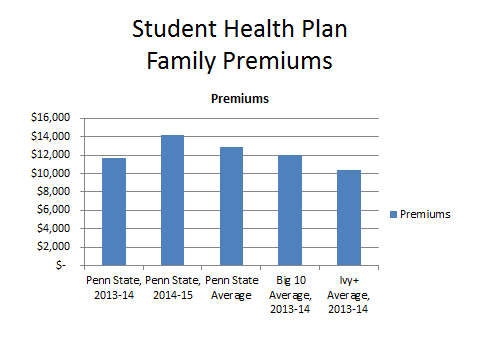 Student Health Plan
Family Premiums
Premiums
$16,000
$14,000
$12,000
$10,000
$8,000
$6,000
$4,000
$2,000
$-
Penn State, 2013-14
Penn State, 2014-15
Penn State Average
Big 10 Average, 2013-14
Ivy+ Average, 2013-14
Premiums